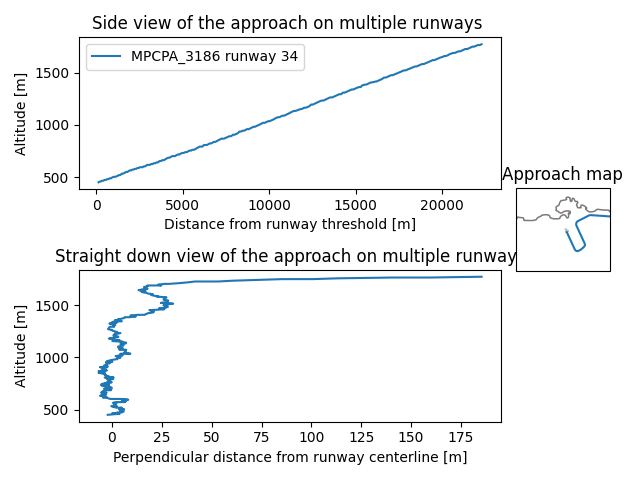 Side view of the approach on multiple runways
MPCPA_3186 runway 34
Altitude [m]
1500
1000
500
0
5000
10000
15000
20000
Distance from runway threshold [m]
Approach map
Straight down view of the approach on multiple runway
Altitude [m]
1500
1000
500
0
25
50
75
100
125
150
175
Perpendicular distance from runway centerline [m]